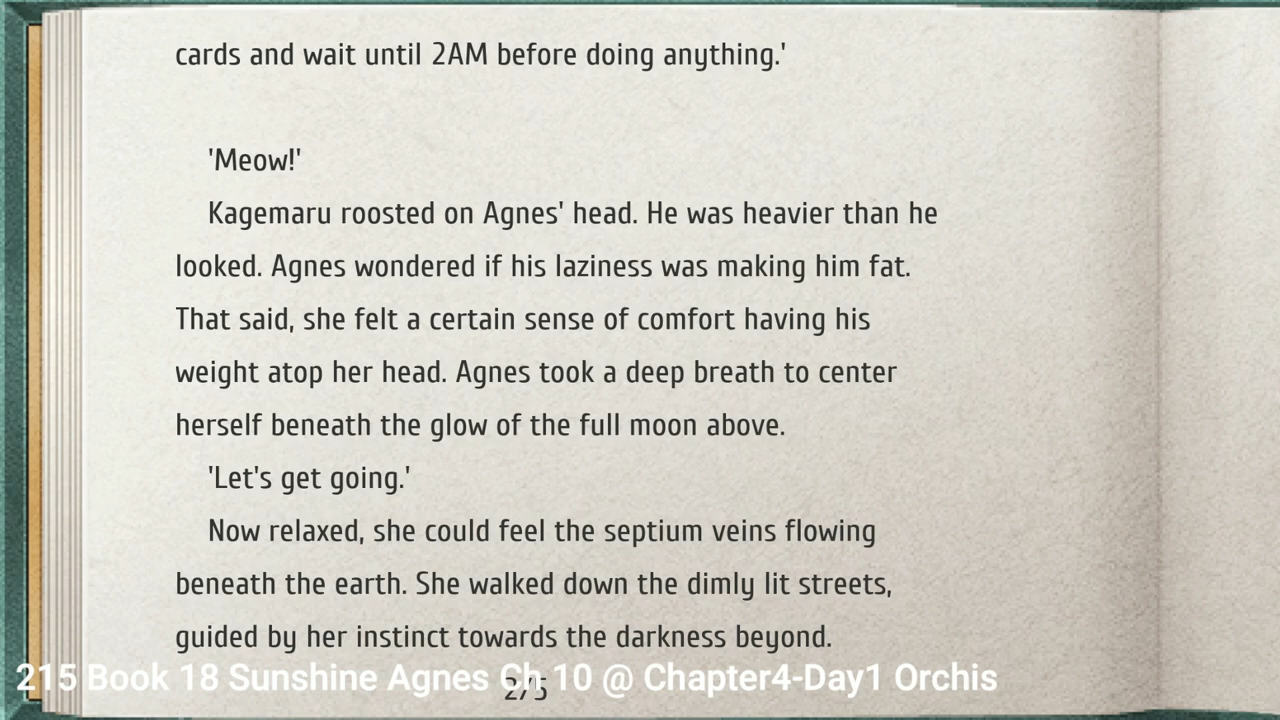 cards and wait until 2AM before doing anything.'
'Meow!'
Kagemaru roosted on Agnes' head. He was heavier than he
looked. Agnes wondered if his laziness was making him fat.
That said, she felt a certain sense of comfort having his
weight atop her head. Agnes took a deep breath to center
herself beneath the glow of the full moon above.
'Let's get going.'
Now relaxed, she could feel the septium veins flowing
beneath the earth. She walked down the dimly lit streets,
guided by her instinct towards the darkness beyond.
215 Book 18 Sunshine Agnes Ch 10 @ Chapter4-Day1 Orchis
2/5